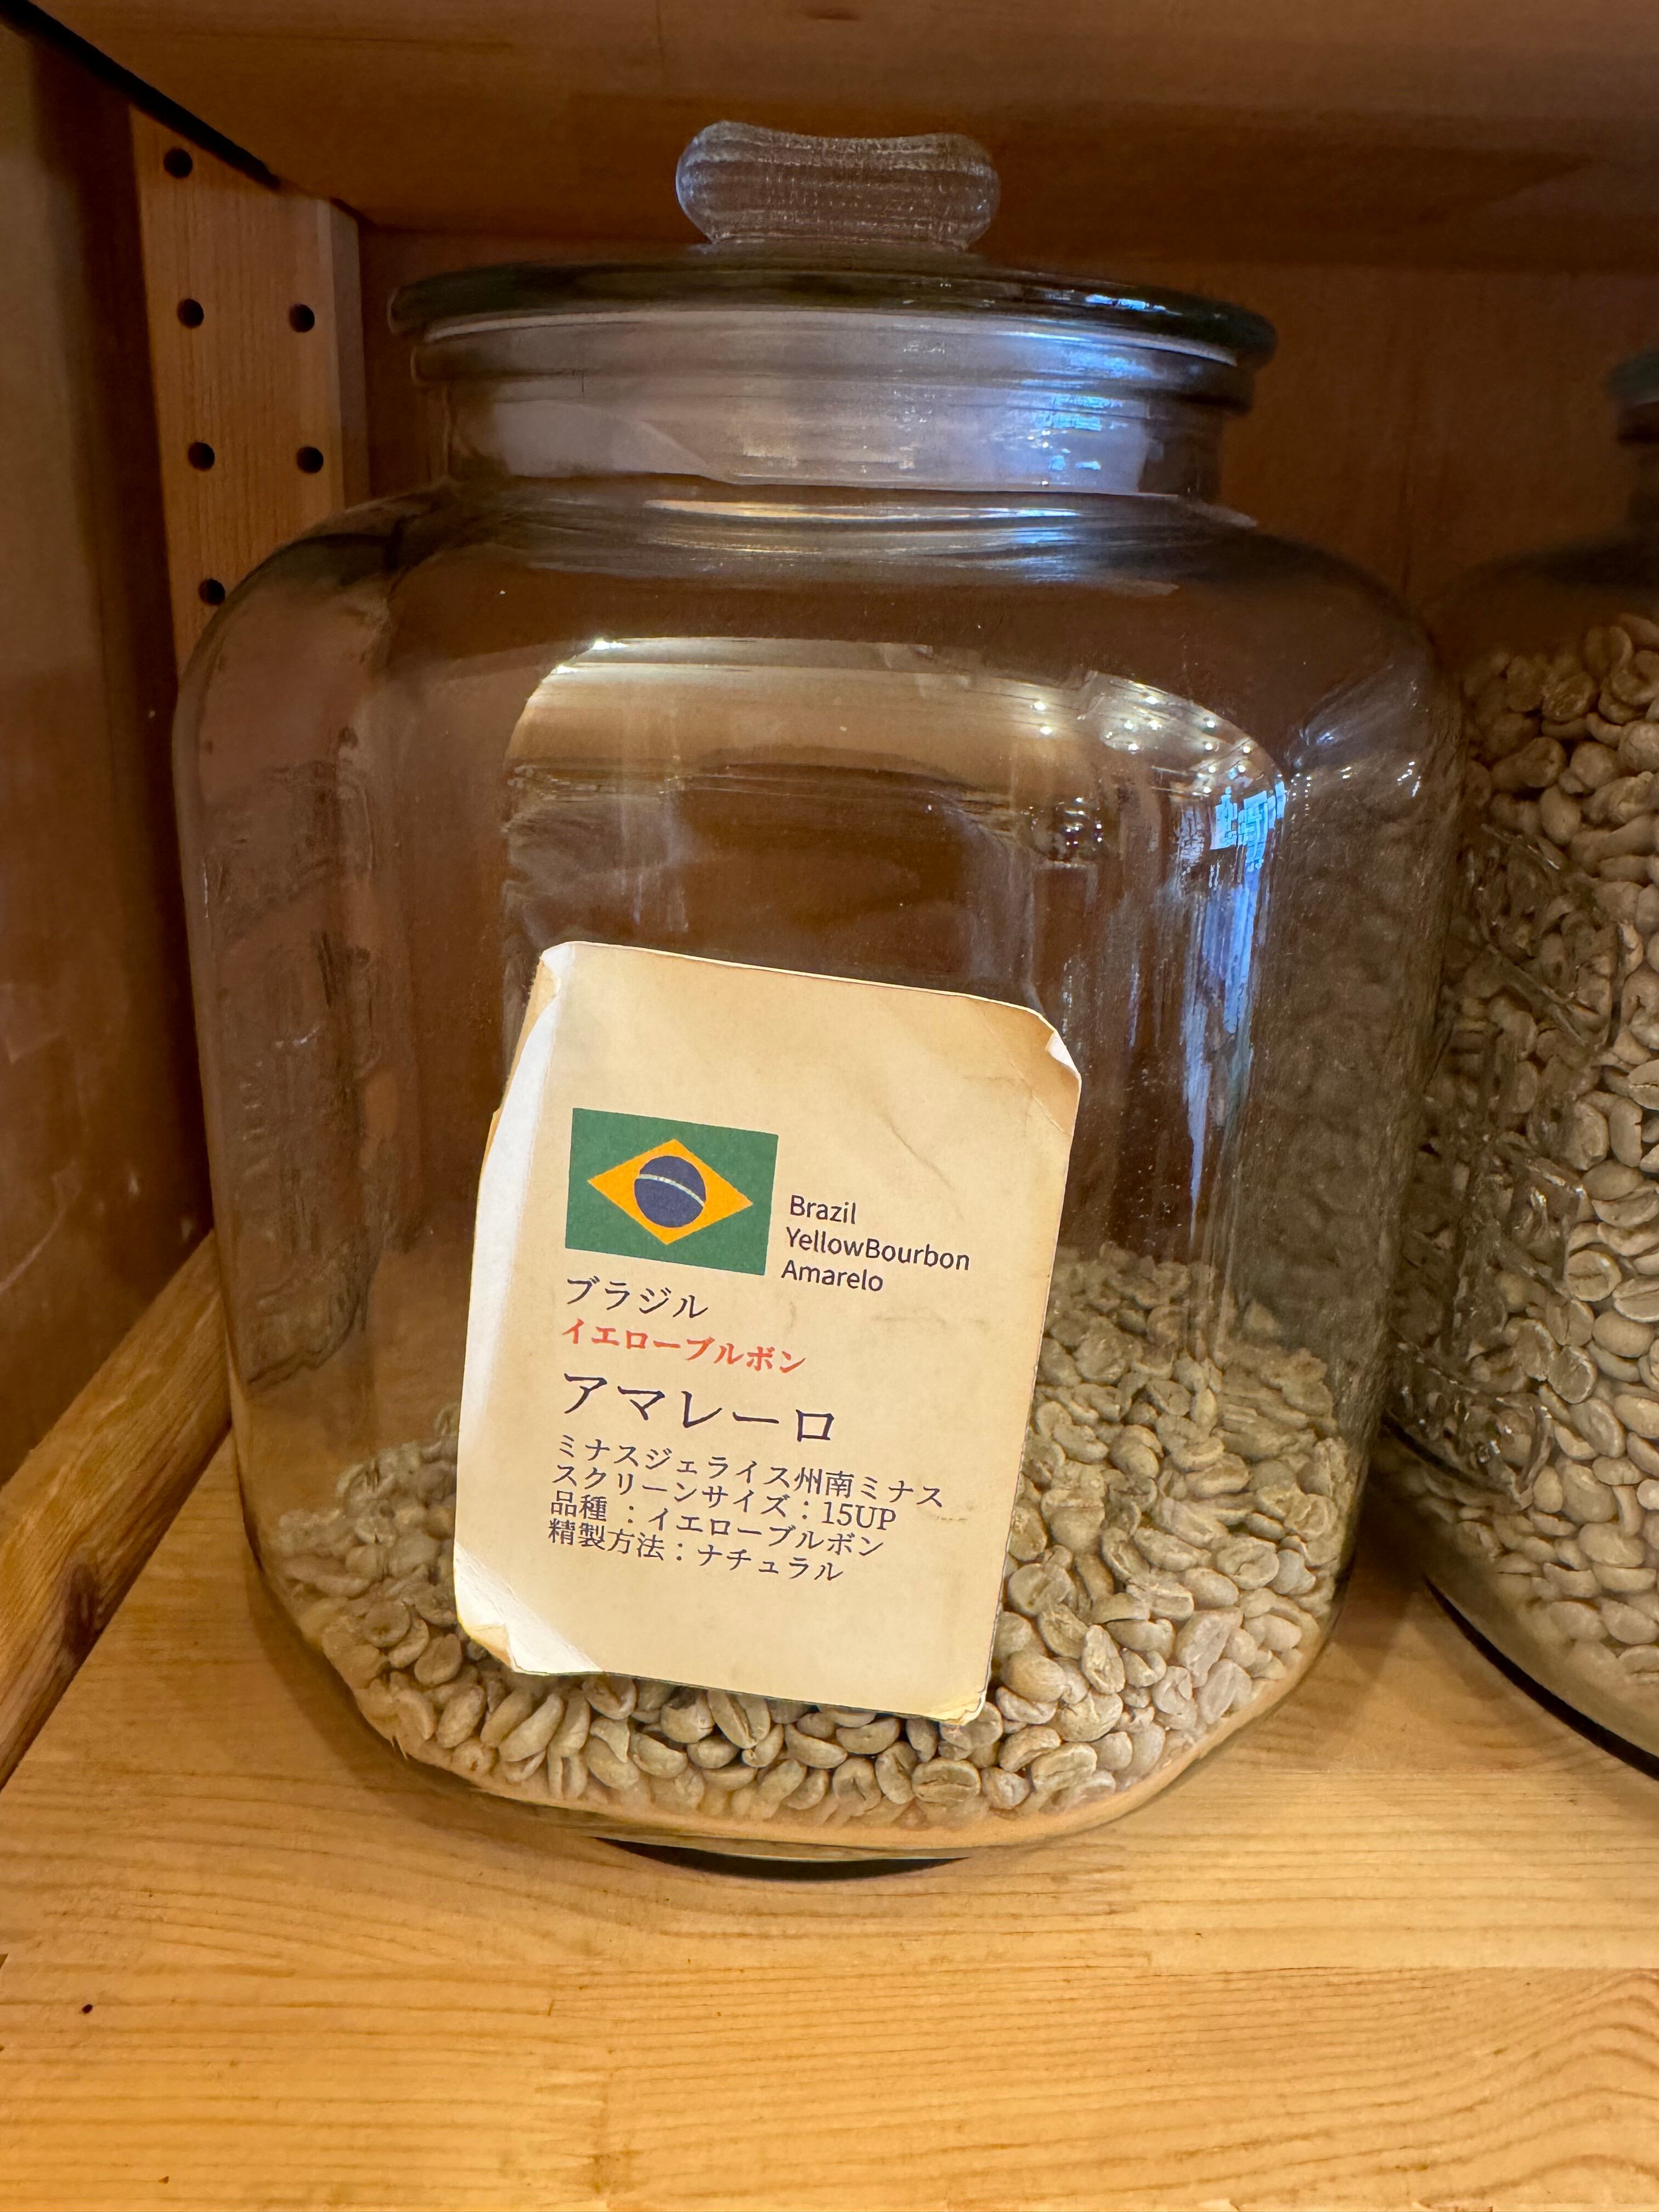 Brazil
YellowBourbon
Amarelo
ブラジル
イエローブルボン
アマレーロ
ミナスジェライス州南ミナス
スクリーンサイズ：15UP
品種 ：イエローブルボン
精製方法：ナチュラル